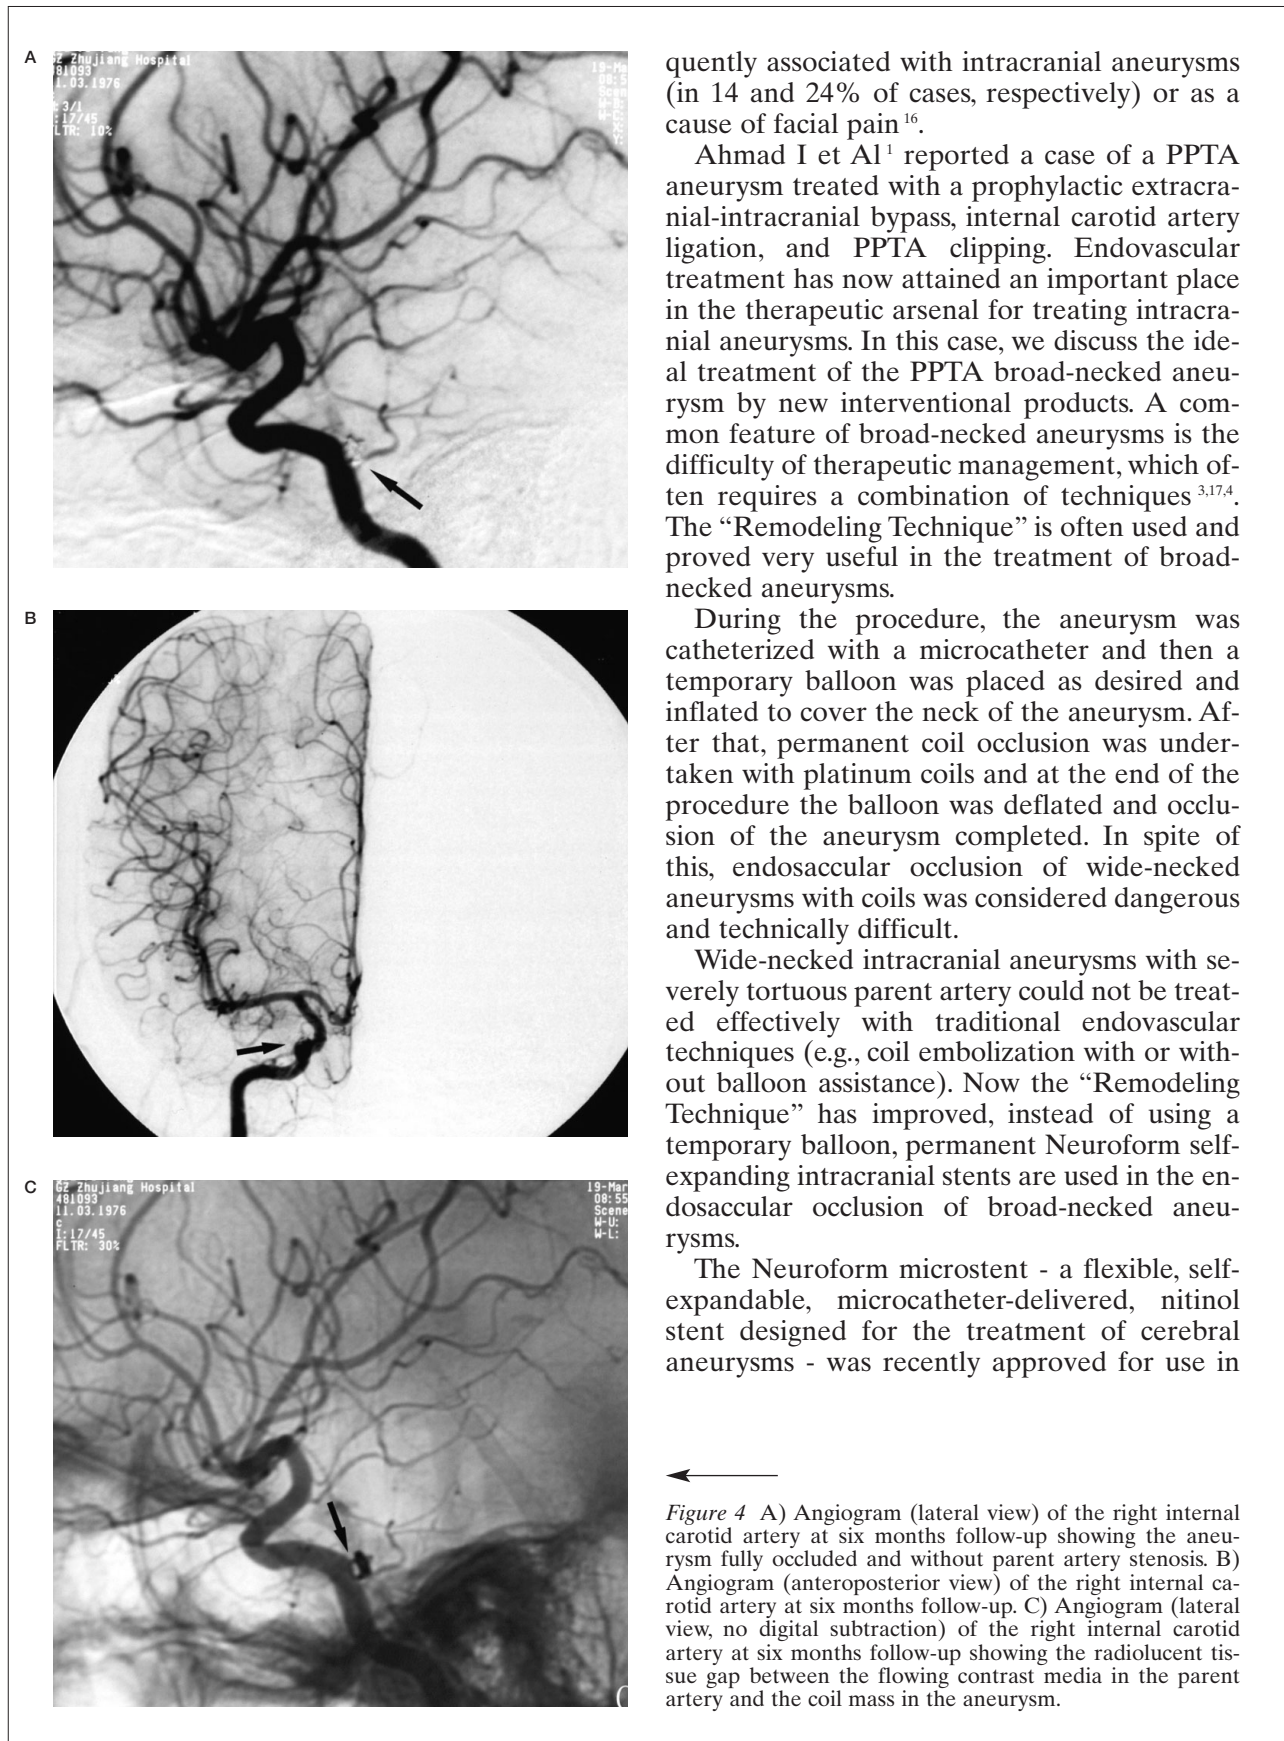 A
GZ Zhujiang Hospital
481093
11.03.1976
3/1
:17/45
FLTR: 10%
19-Ma
08:5
Scen
W-
B
C
GZ Zhujiang Hospital
481093
11.03.1976
c
I:17/45
FLTR: 30%
19-Mar
08:55
Scene
W-U:
W-L:
quently associated with intracranial aneurysms
(in 14 and 24% of cases, respectively) or as a
cause of facial pain 16.
Ahmad I et Al 1 reported a case of a PPTA
aneurysm treated with a prophylactic extracra-
nial-intracranial bypass, internal carotid artery
ligation, and PPTA clipping. Endovascular
treatment has now attained an important place
in the therapeutic arsenal for treating intracra-
nial aneurysms. In this case, we discuss the ide-
al treatment of the PPTA broad-necked aneu-
rysm by new interventional products. A com-
mon feature of broad-necked aneurysms is the
difficulty of therapeutic management, which of-
ten requires a combination of techniques 3,17,4.
The “Remodeling Technique” is often used and
proved very useful in the treatment of broad-
necked aneurysms.
During the procedure, the aneurysm was
catheterized with a microcatheter and then a
temporary balloon was placed as desired and
inflated to cover the neck of the aneurysm. Af-
ter that, permanent coil occlusion was under-
taken with platinum coils and at the end of the
procedure the balloon was deflated and occlu-
sion of the aneurysm completed. In spite of
this, endosaccular occlusion of wide-necked
aneurysms with coils was considered dangerous
and technically difficult.
Wide-necked intracranial aneurysms with se-
verely tortuous parent artery could not be treat-
ed effectively with traditional endovascular
techniques (e.g., coil embolization with or with-
out balloon assistance). Now the “Remodeling
Technique” has improved, instead of using a
temporary balloon, permanent Neuroform self-
expanding intracranial stents are used in the en-
dosaccular occlusion of broad-necked aneu-
rysms.
The Neuroform microstent - a flexible, self-
expandable, microcatheter-delivered, nitinol
stent designed for the treatment of cerebral
aneurysms - was recently approved for use in
Figure 4 A) Angiogram (lateral view) of the right internal
carotid artery at six months follow-up showing the aneu-
rysm fully occluded and without parent artery stenosis. B)
Angiogram (anteroposterior view) of the right internal ca-
rotid artery at six months follow-up. C) Angiogram (lateral
view, no digital subtraction) of the right internal carotid
artery at six months follow-up showing the radiolucent tis-
sue gap between the flowing contrast media in the parent
artery and the coil mass in the aneurysm.